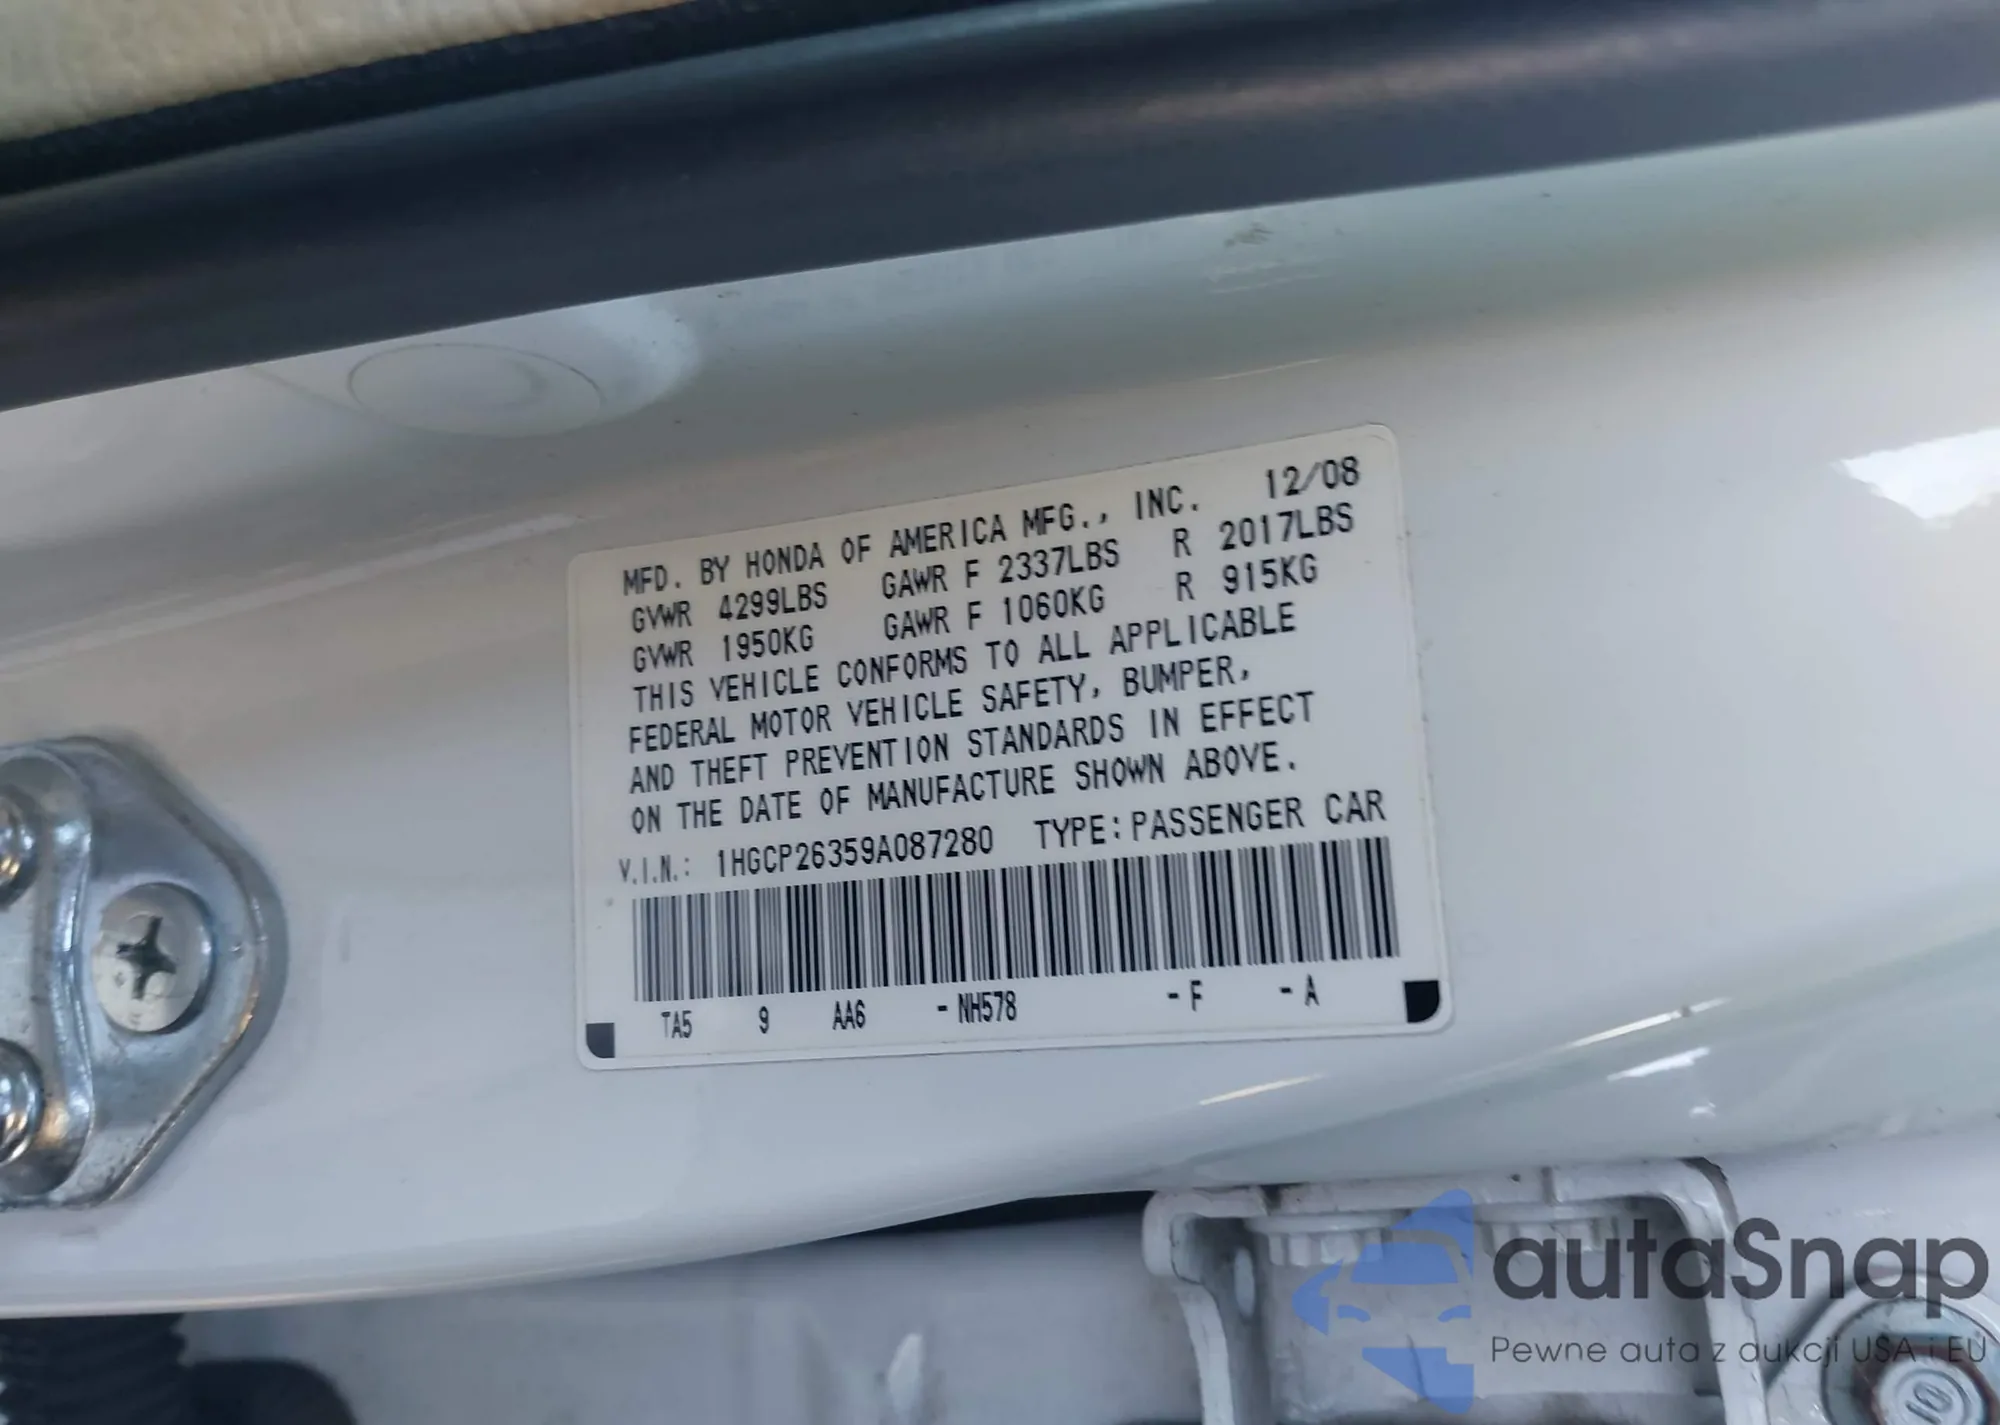 MFD. BY HONDA OF AMERICA MFG., INC. 12/08
GVWR 4299LBS GAWR F 2337LBS R 2017LBS
GVWR 1950KG GAWR F 1060KG R 915KG
THIS VEHICLE CONFORMS TO ALL APPLICABLE
FEDERAL MOTOR VEHICLE SAFETY, BUMPER,
AND THEFT PREVENTION STANDARDS IN EFFECT
ON THE DATE OF MANUFACTURE SHOWN ABOVE.
V.I.N.: 1HGCP26359A087280 TYPE: PASSENGER CAR
TA5 9 AA6 - NH578 - F - A
autaSnap
Pewne auta z aukcji USA i EU